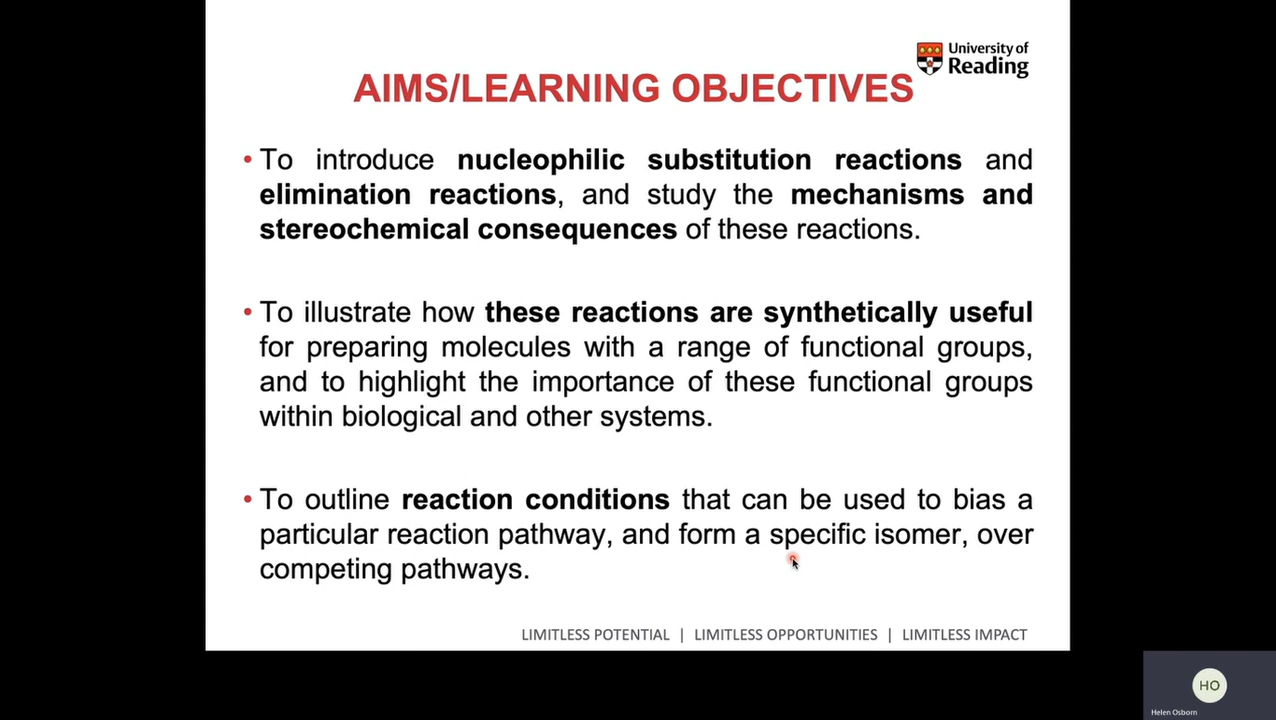 University of
Reading
AIMS/LEARNING OBJECTIVES
• To introduce nucleophilic substitution reactions and
elimination reactions, and study the mechanisms and
stereochemical consequences of these reactions.
• To illustrate how these reactions are synthetically useful
for preparing molecules with a range of functional groups,
and to highlight the importance of these functional groups
within biological and other systems.
• To outline reaction conditions that can be used to bias a
particular reaction pathway, and form a specific isomer, over
competing pathways.
LIMITLESS POTENTIAL | LIMITLESS OPPORTUNITIES | LIMITLESS IMPACT
HO
Helen Osborn